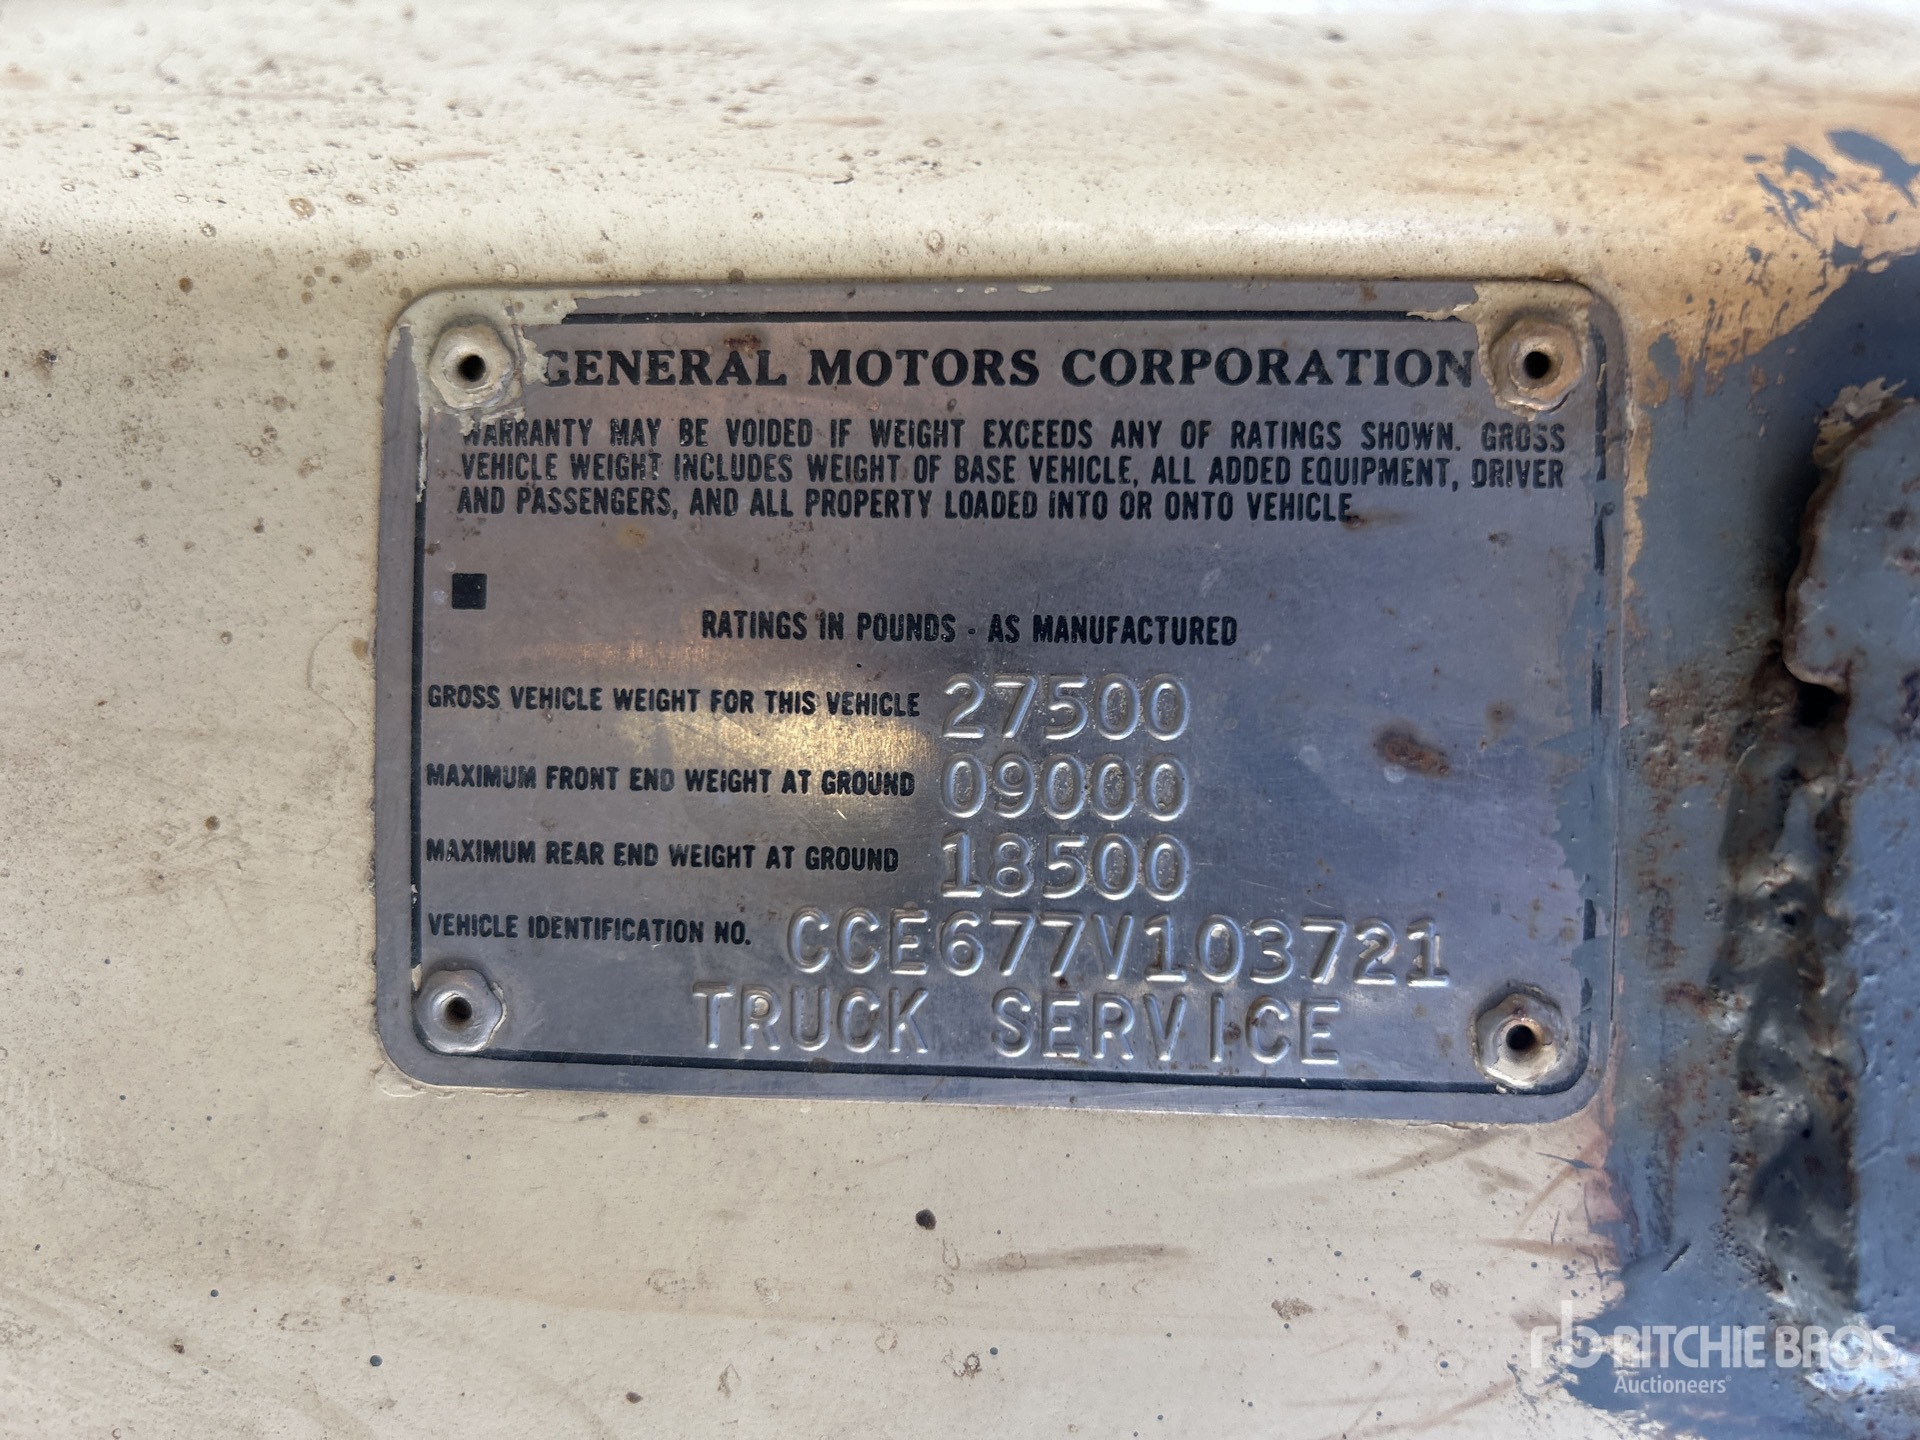 GENERAL MOTORS CORPORATION
WARRANTY MAY BE VOIDED IF WEIGHT EXCEEDS ANY OF RATINGS SHOWN. GROSS
VEHICLE WEIGHT INCLUDES WEIGHT OF BASE VEHICLE, ALL ADDED EQUIPMENT, DRIVER
AND PASSENGERS, AND ALL PROPERTY LOADED INTO OR ONTO VEHICLE.
RATINGS IN POUNDS - AS MANUFACTURED
GROSS VEHICLE WEIGHT FOR THIS VEHICLE 27500
MAXIMUM FRONT END WEIGHT AT GROUND 09000
MAXIMUM REAR END WEIGHT AT GROUND 18500
VEHICLE IDENTIFICATION NO. CCE677V103721
TRUCK SERVICE
rb RITCHIE BROS.
Auctioneers